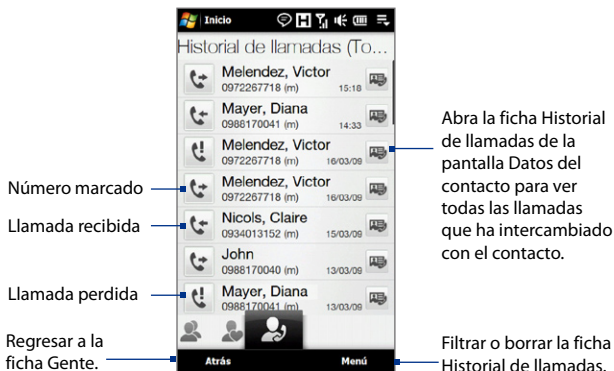 Inicio
Historial de llamadas (To...
Melendez, Victor
0972267718 (m) 15:18
Mayer, Diana
0988170041 (m) 14:33
Melendez, Victor
0972267718 (m) 16/03/09
Melendez, Victor
0972267718 (m) 16/03/09
Nicols, Claire
0934013152 (m) 15/03/09
John
0988170040 (m) 13/03/09
Mayer, Diana
0988170041 (m) 13/03/09
Atrás Menú
Número marcado
Llamada recibida
Llamada perdida
Regresar a la
ficha Gente.
Abra la ficha Historial
de llamadas de la
pantalla Datos del
contacto para ver
todas las llamadas
que ha intercambiado
con el contacto.
Filtrar o borrar la ficha
Historial de llamadas.